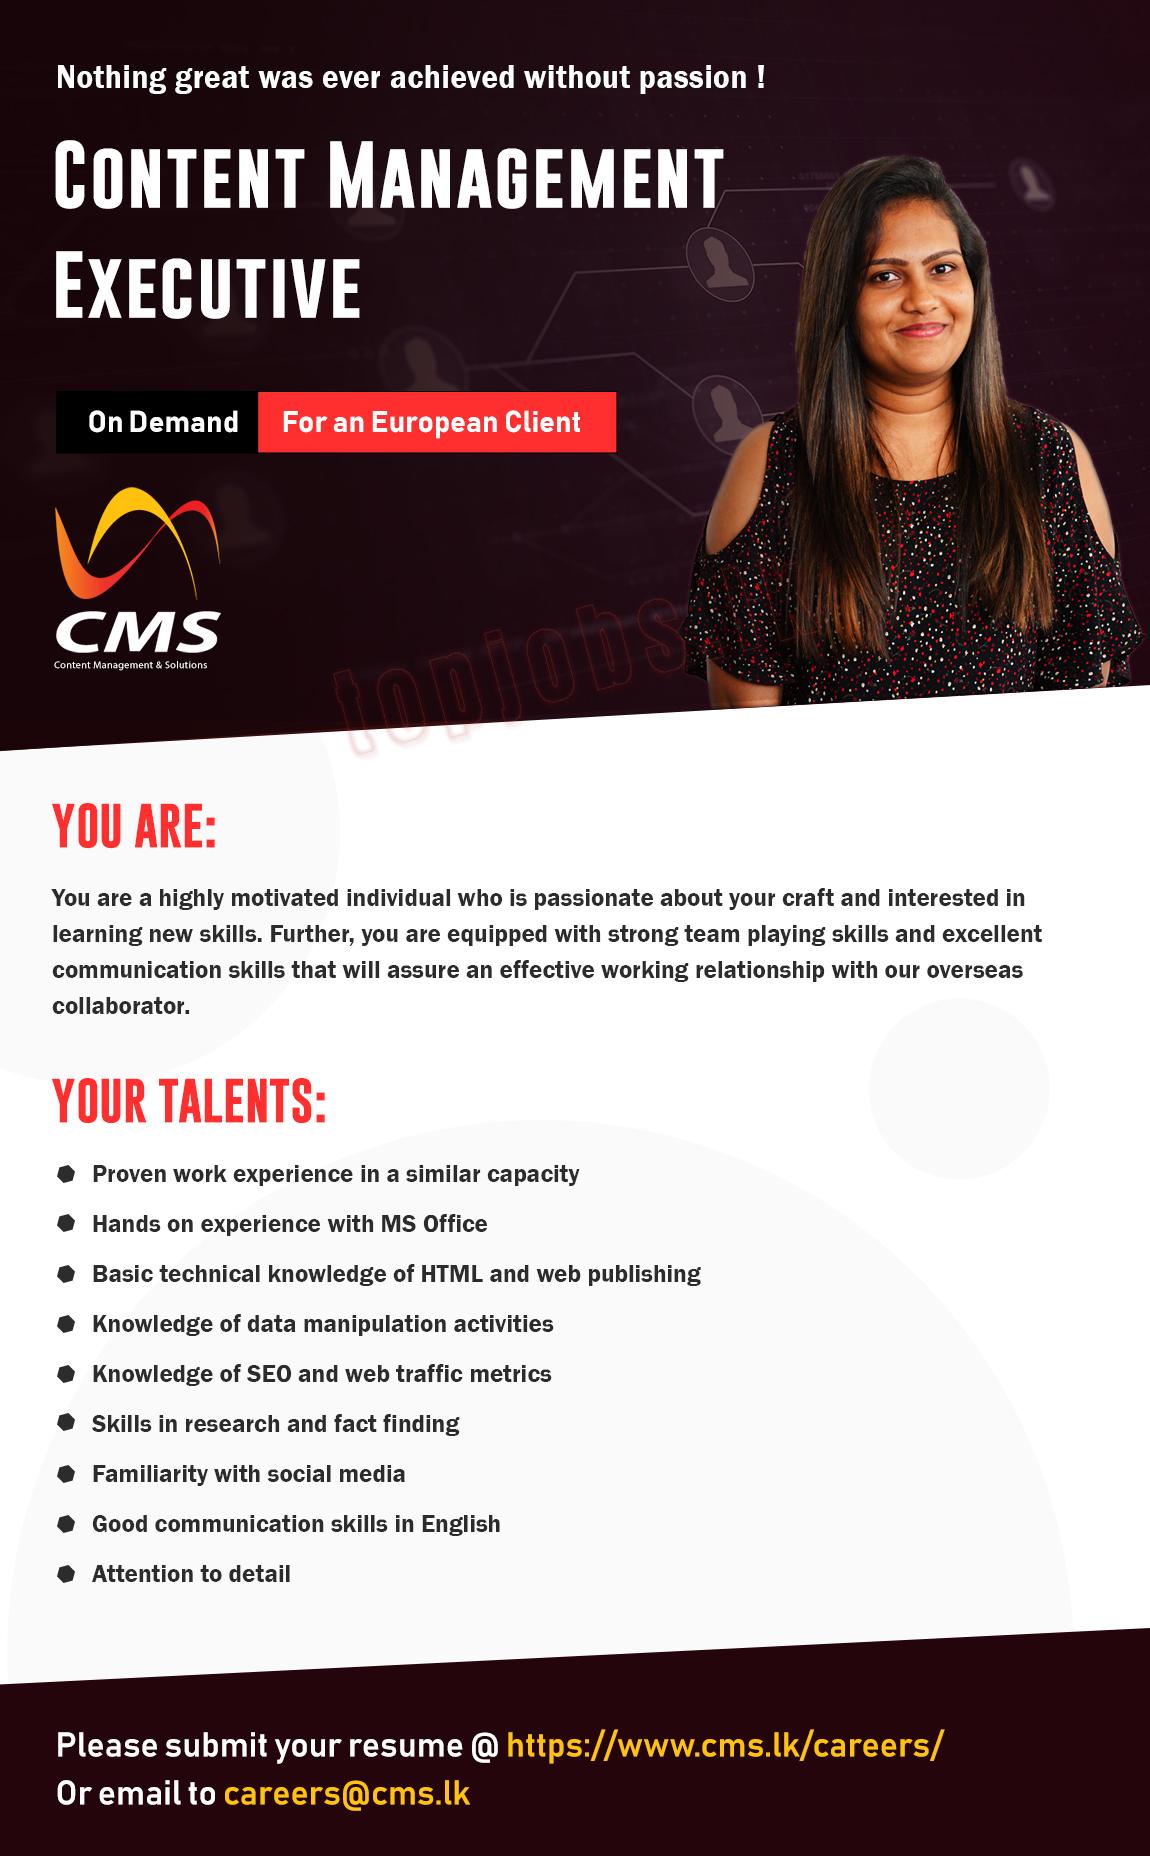 Nothing great was ever achieved without passion !
CONTENT MANAGEMENT
EXECUTIVE
On Demand For an European Client
CMS
Content Management & Solutions
topjobs
YOU ARE:
You are a highly motivated individual who is passionate about your craft and interested in
learning new skills. Further, you are equipped with strong team playing skills and excellent
communication skills that will assure an effective working relationship with our overseas
collaborator.
YOUR TALENTS:
Proven work experience in a similar capacity
Hands on experience with MS Office
Basic technical knowledge of HTML and web publishing
Knowledge of data manipulation activities
Knowledge of SEO and web traffic metrics
Skills in research and fact finding
Familiarity with social media
Good communication skills in English
Attention to detail
Please submit your resume @ https://www.cms.lk/careers/
Or email to careers@cms.lk